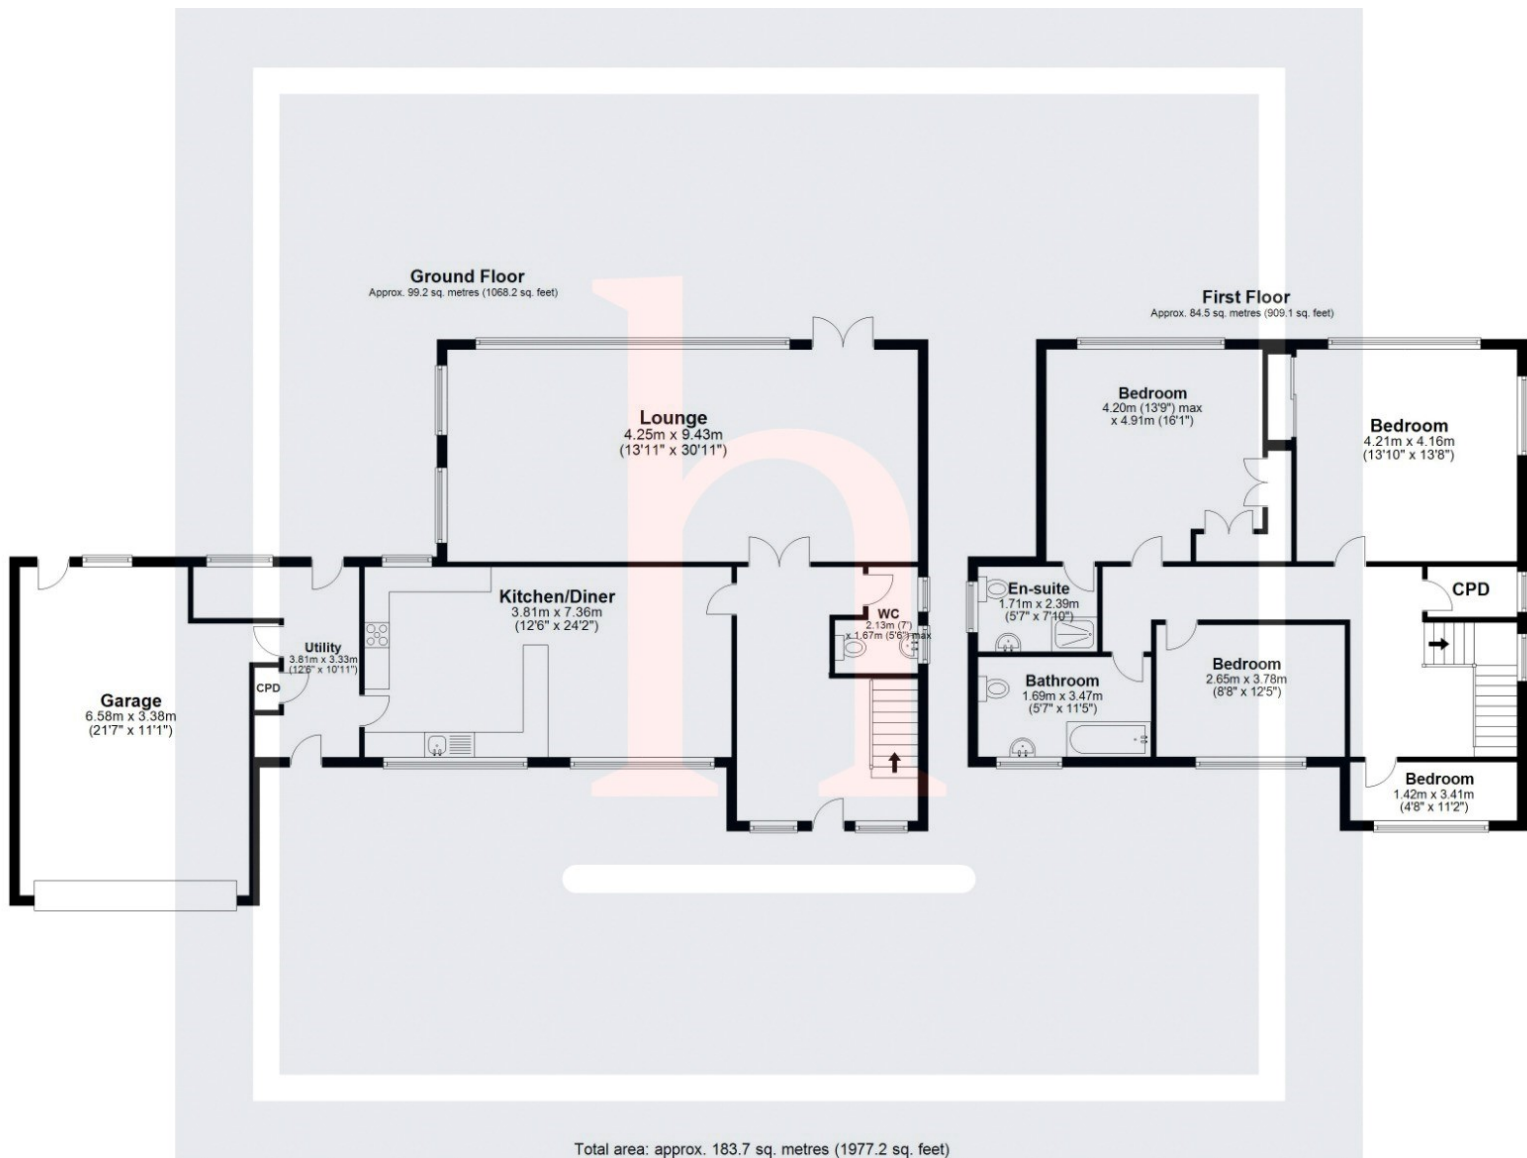 Ground Floor
Approx. 99.2 sq. metres (1068.2 sq. feet)
Lounge
4.25m x 9.43m
(13'11" x 30'11")
Kitchen/Diner
3.81m x 7.36m
(12'6" x 24'2")
WC
2.13m (7')
x 1.67m (5'6") max
Utility
3.81m x 3.33m
(12'6" x 10'11")
CPD
Garage
6.58m x 3.38m
(21'7" x 11'1")
First Floor
Approx. 84.5 sq. metres (909.1 sq. feet)
Bedroom
4.20m (13'9") max
x 4.91m (16'1")
Bedroom
4.21m x 4.16m
(13'10" x 13'8")
En-suite
1.71m x 2.39m
(5'7" x 7'10")
CPD
Bedroom
2.65m x 3.78m
(8'8" x 12'5")
Bathroom
1.69m x 3.47m
(5'7" x 11'5")
Bedroom
1.42m x 3.41m
(4'8" x 11'2")
h
Total area: approx. 183.7 sq. metres (1977.2 sq. feet)